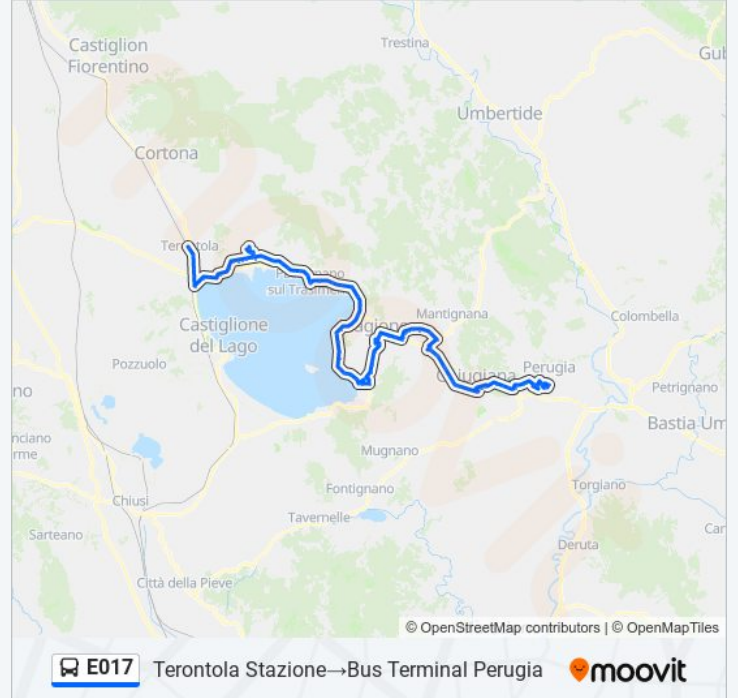 Castiglion
Fiorentino
Trestina
Gul
Umbertide
Cortona
Terontola
sul Trasimeno
Castiglione
del Lago
Mantignana
Colombella
Pozzuolo
Perugia
Petrignano
no
Bastia Um
nciano
rme
Mugnano
Fontignano
Torgiano
Chiusi
Tavernelle
Car
Sarteano
Deruta
Città della Pieve
© OpenStreetMap contributors | © OpenMapTiles
E017
Terontola Stazione→Bus Terminal Perugia
moovit